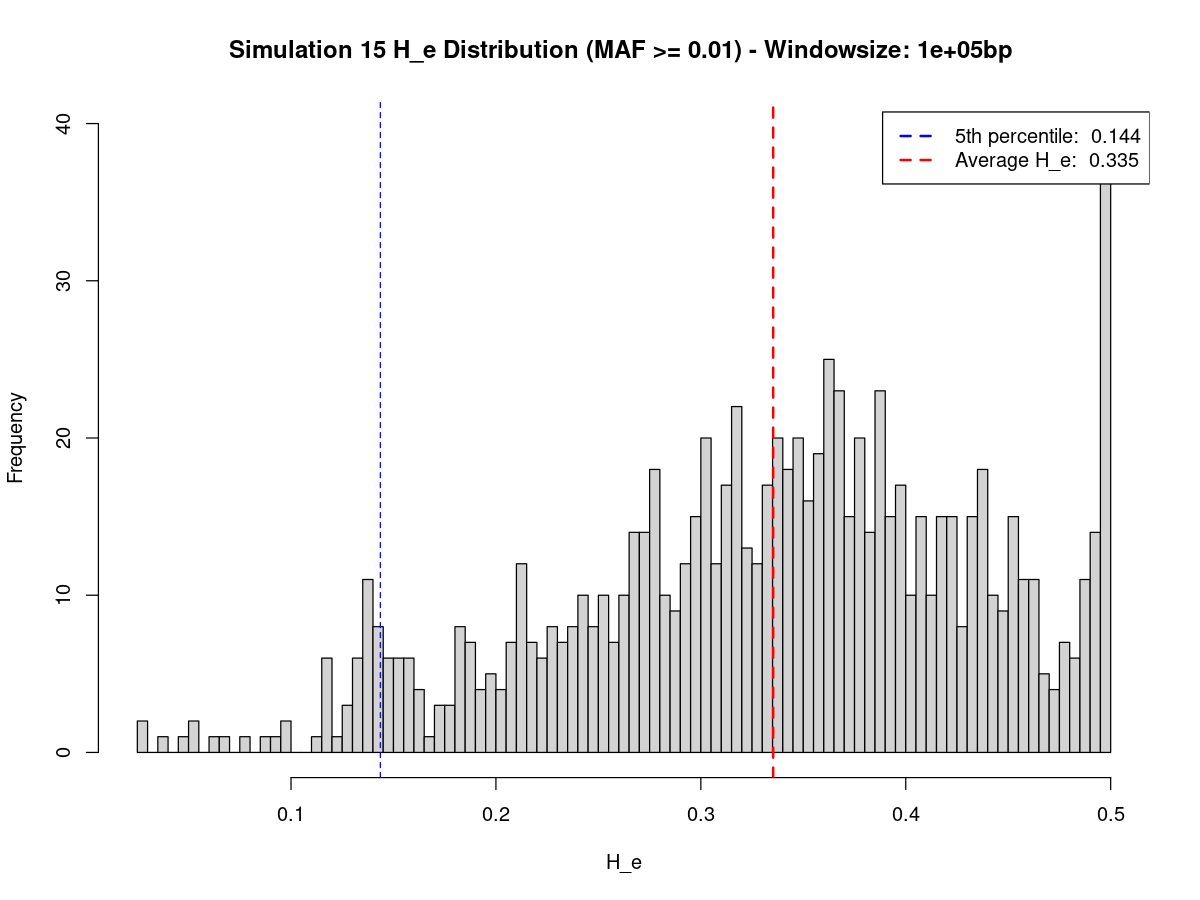 Simulation 15 H_e Distribution (MAF >= 0.01) - Windowsize: 1e+05bp
5th percentile: 0.144
Average H_e: 0.335
Frequency
40
30
20
10
0
0.1 0.2 0.3 0.4 0.5
H_e